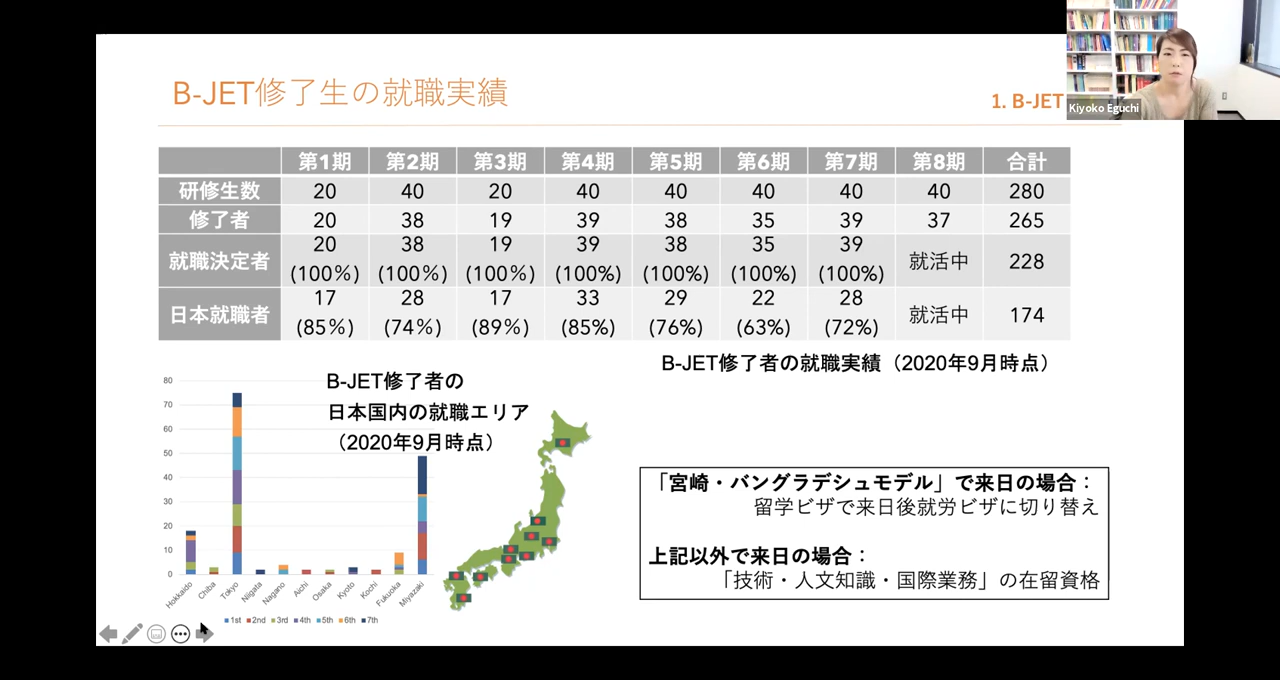 B-JET修了生の就職実績
1. B-JET
Kiyoko Eguchi
第1期 第2期 第3期 第4期 第5期 第6期 第7期 第8期 合計
研修生数 20 40 20 40 40 40 40 40 280
修了者 20 38 19 39 38 35 39 37 265
就職決定者 20 (100%) 38 (100%) 19 (100%) 39 (100%) 38 (100%) 35 (100%) 39 (100%) 就活中 228
日本就職者 17 (85%) 28 (74%) 17 (89%) 33 (85%) 29 (76%) 22 (63%) 28 (72%) 就活中 174
B-JET修了者の就職実績（2020年9月時点）
B-JET修了者の
日本国内の就職エリア
（2020年9月時点）
80
70
60
50
40
30
20
10
0
Hokkaido Chiba Tokyo Niigata Nagano Aichi Osaka Kyoto Kochi Fukuoka Miyazaki
1st 2nd 3rd 4th 5th 6th 7th
「宮崎・バングラデシュモデル」で来日の場合：
留学ビザで来日後就労ビザに切り替え
上記以外で来日の場合：
「技術・人文知識・国際業務」の在留資格